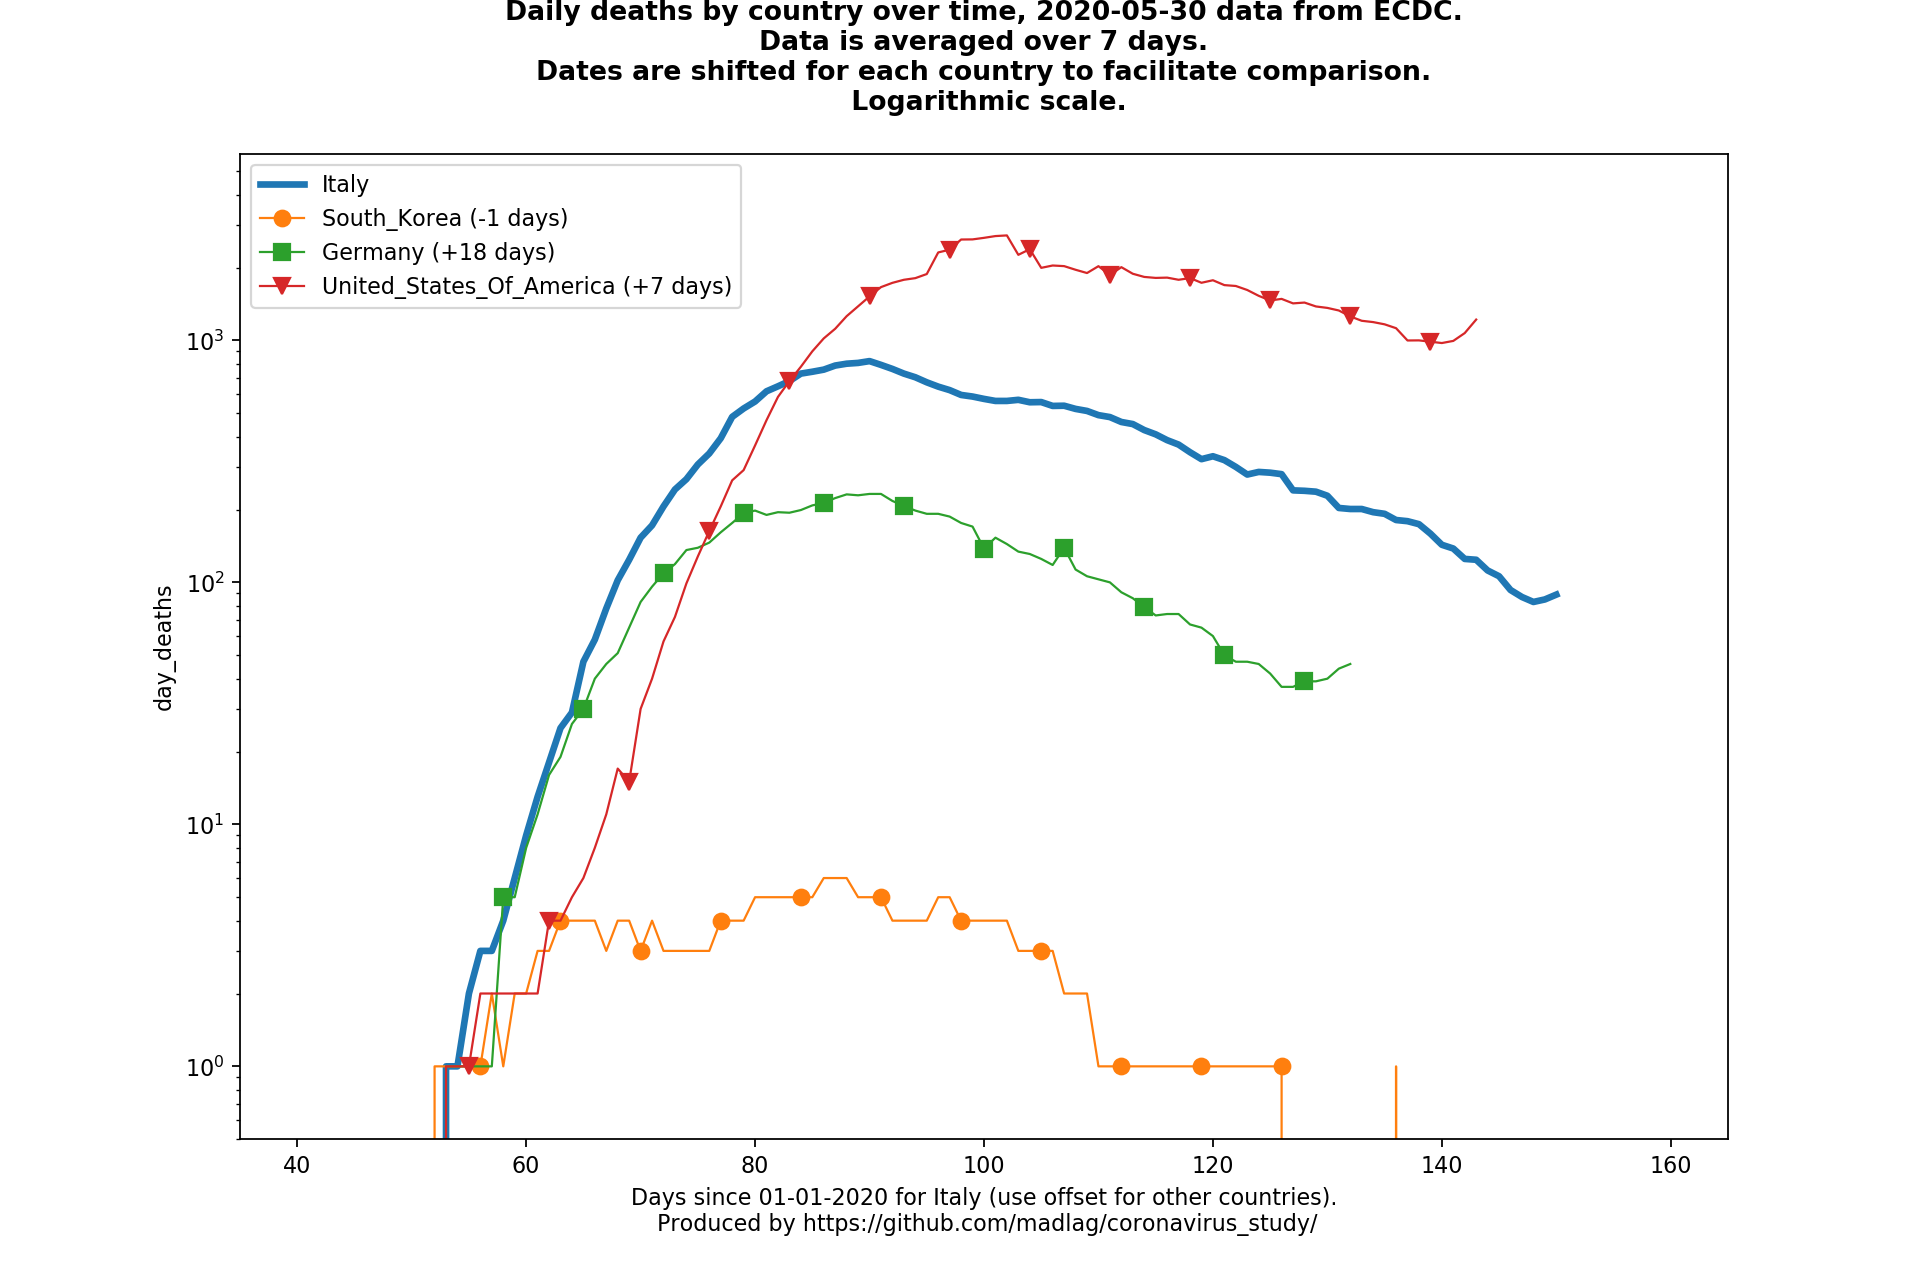 Daily deaths by country over time, 2020-05-30 data from ECDC.
Data is averaged over 7 days.
Dates are shifted for each country to facilitate comparison.
Logarithmic scale.
Italy
South_Korea (-1 days)
Germany (+18 days)
United_States_Of_America (+7 days)
10³
10²
10¹
10⁰
day_deaths
40 60 80 100 120 140 160
Days since 01-01-2020 for Italy (use offset for other countries).
Produced by https://github.com/madlag/coronavirus_study/